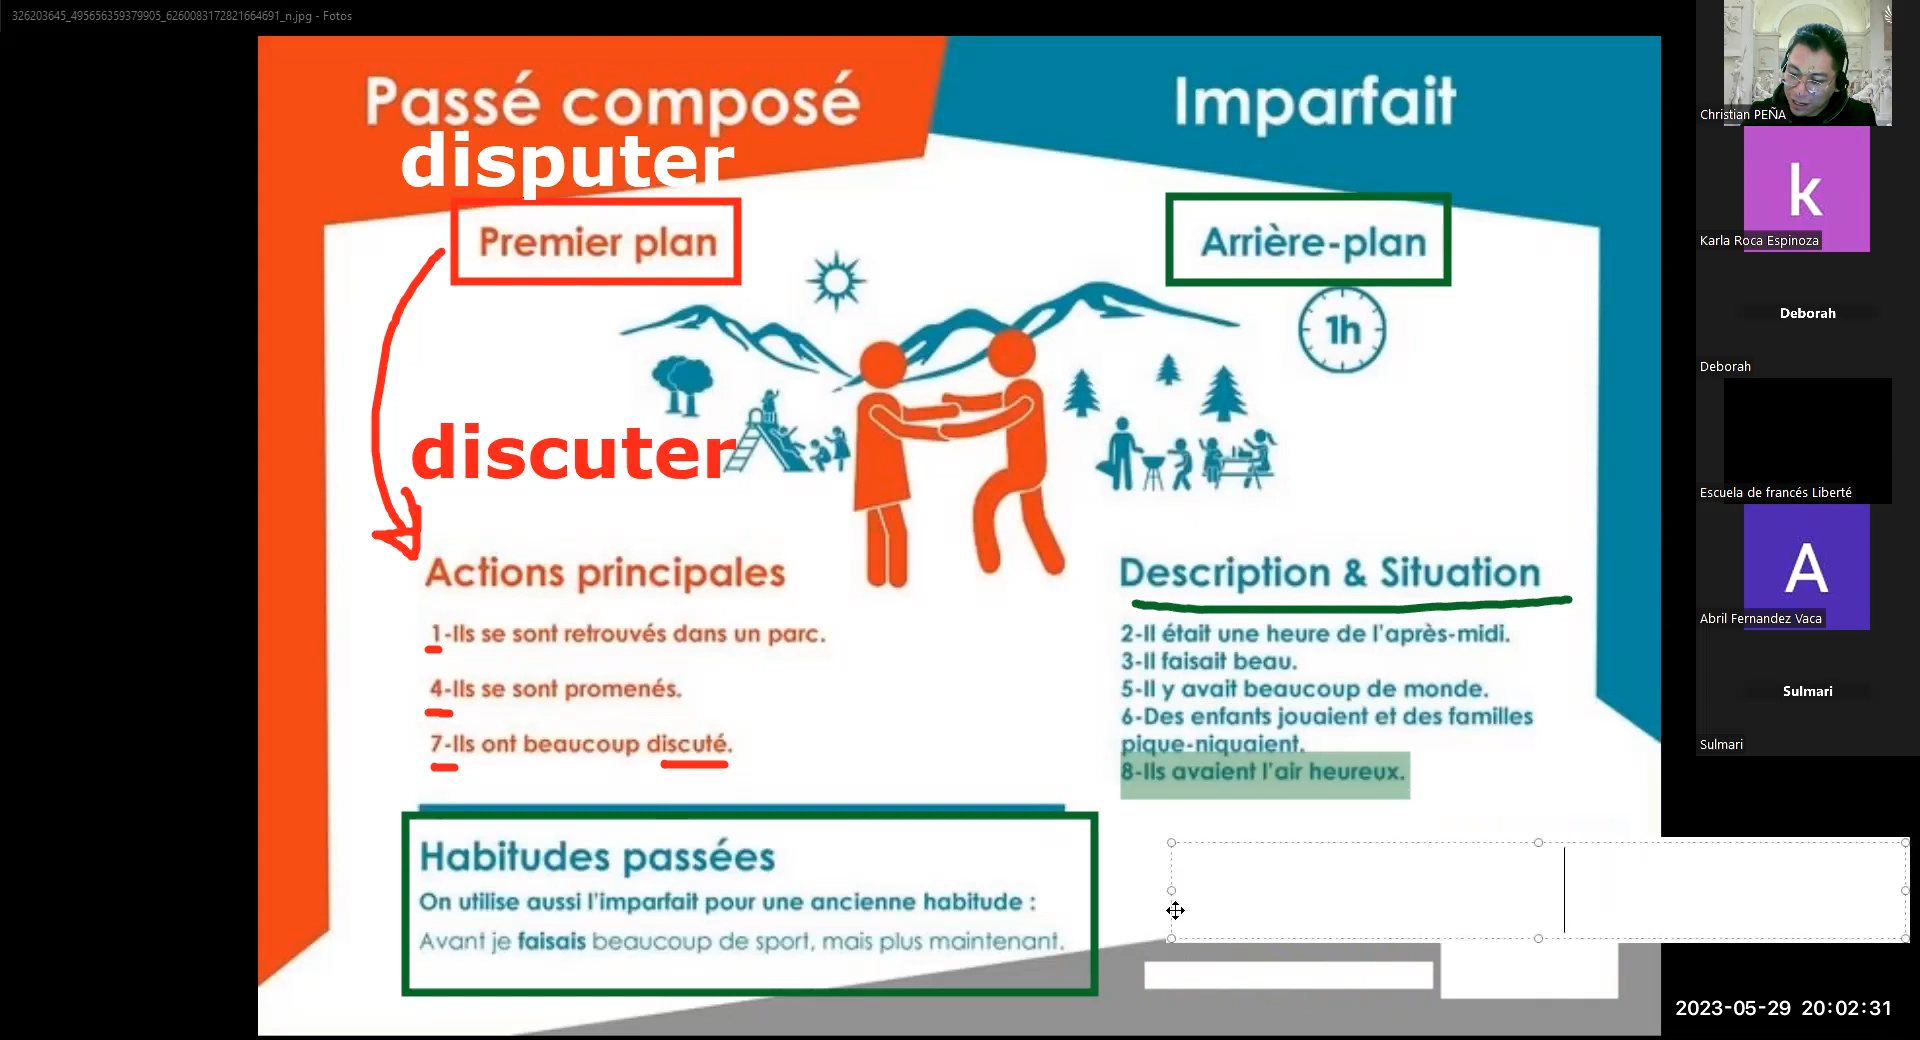 326203645_495656359379905_6260083172821664691_n.jpg - Fotos
Passé composé
disputer
Premier plan
discuter
Actions principales
1-Ils se sont retrouvés dans un parc.
4-Ils se sont promenés.
7-Ils ont beaucoup discuté.
Habitudes passées
On utilise aussi l'imparfait pour une ancienne habitude :
Avant je faisais beaucoup de sport, mais plus maintenant.
Imparfait
Arrière-plan
1h
Description & Situation
2-Il était une heure de l'après-midi.
3-Il faisait beau.
5-Il y avait beaucoup de monde.
6-Des enfants jouaient et des familles
pique-niquaient.
8-Ils avaient l'air heureux.
Christian PEÑA
k
Karla Roca Espinoza
Deborah
Deborah
Escuela de francés Liberté
A
Abril Fernandez Vaca
Sulmari
Sulmari
2023-05-29 20:02:31